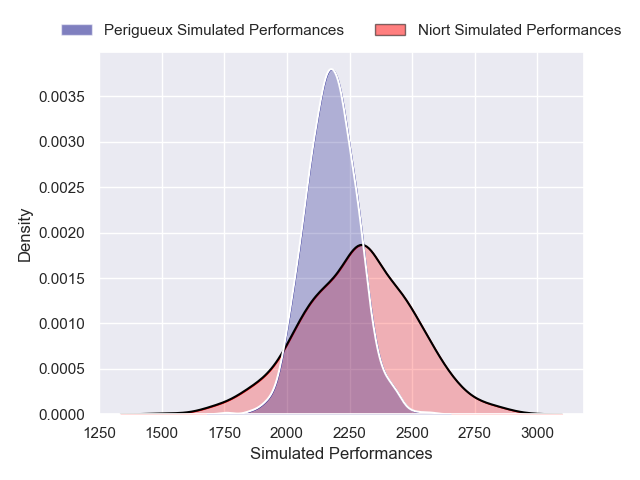 Perigueux Simulated Performances Niort Simulated Performances
0.0035
0.0030
0.0025
0.0020
0.0015
0.0010
0.0005
0.0000
Density
1250 1500 1750 2000 2250 2500 2750 3000
Simulated Performances